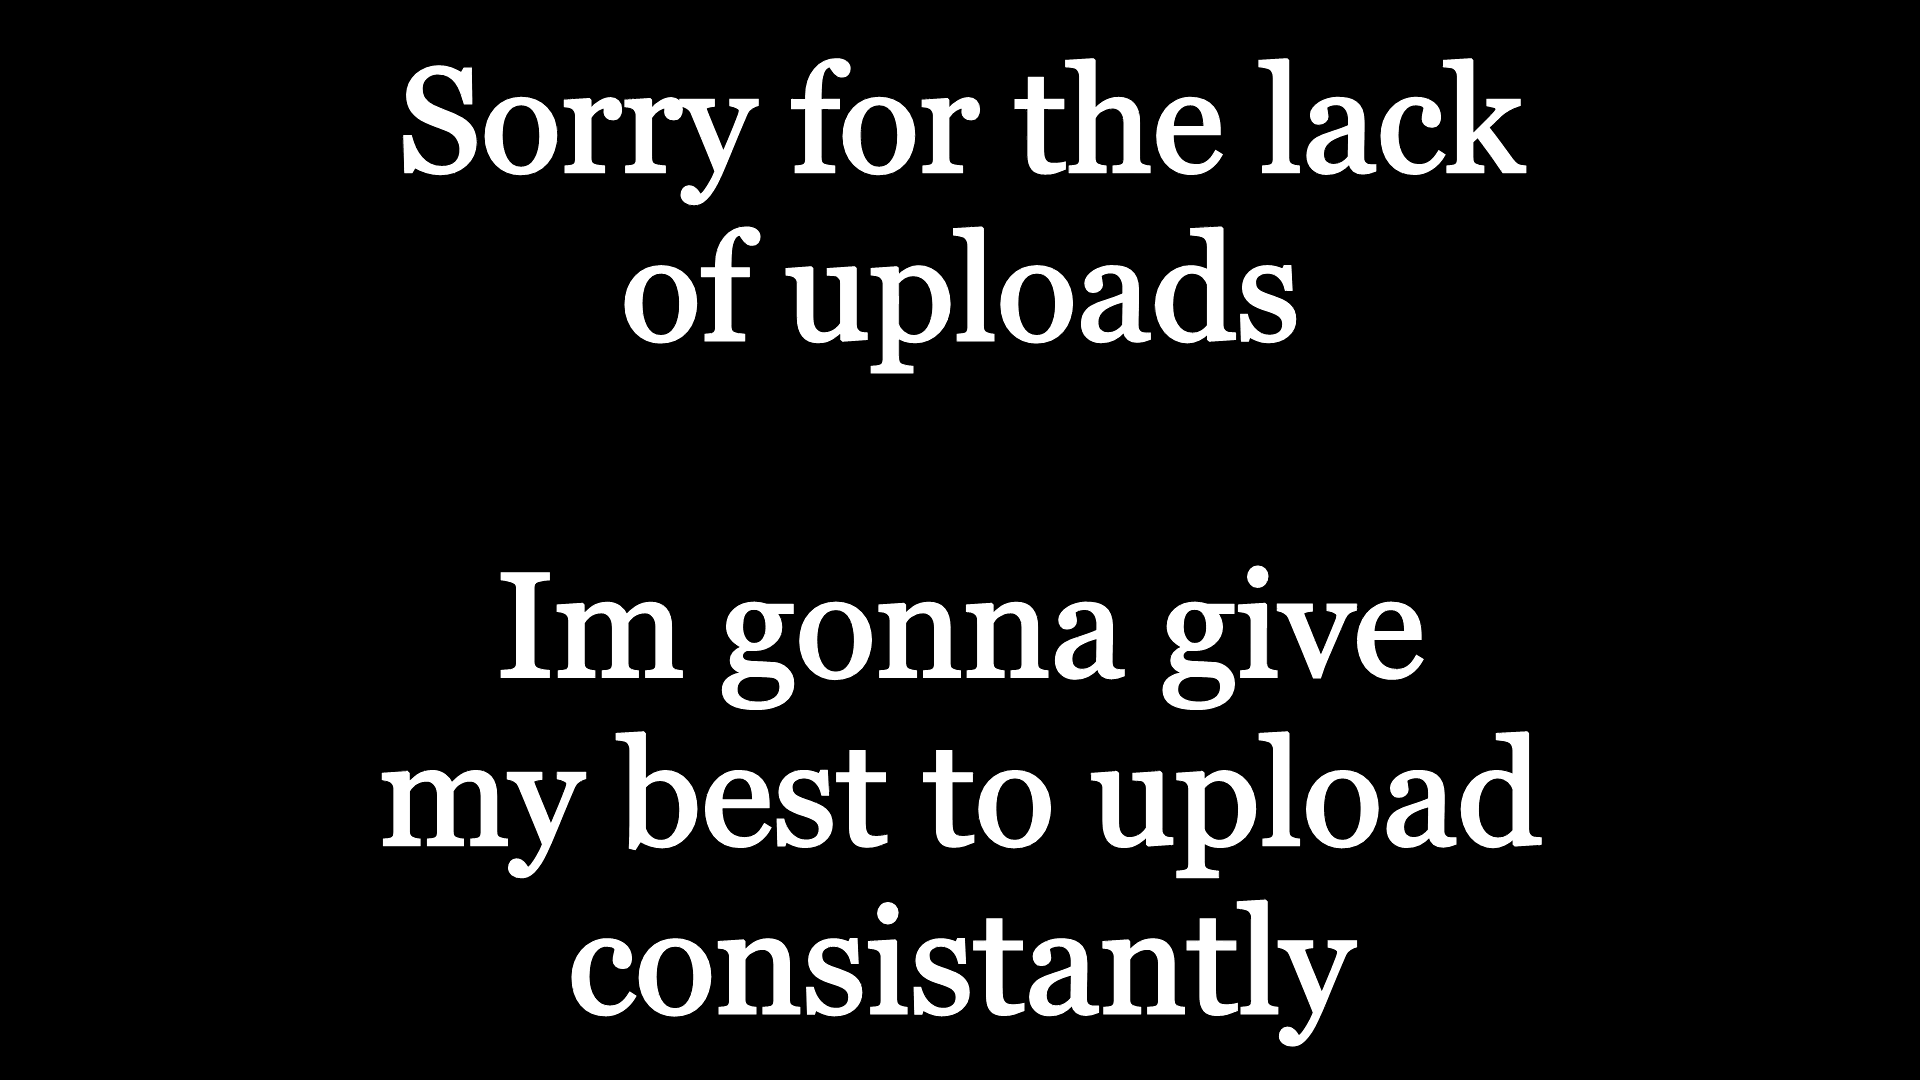 Sorry for the lack
of uploads
Im gonna give
my best to upload
consistantly